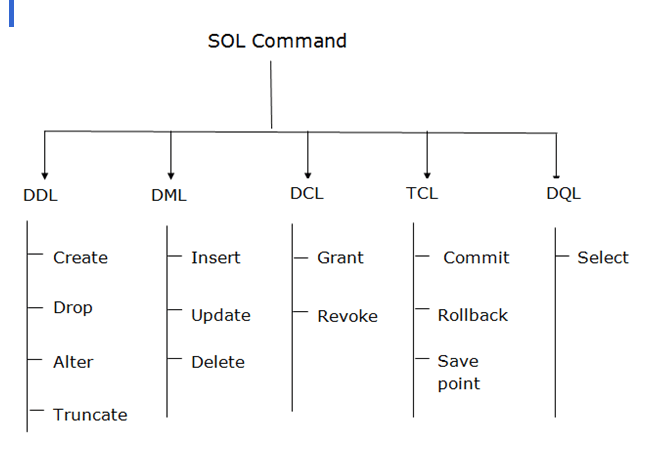 SOL Command
DDL
DML
DCL
TCL
DQL
Create
Drop
Alter
Truncate
Insert
Update
Delete
Grant
Revoke
Commit
Rollback
Save
point
Select